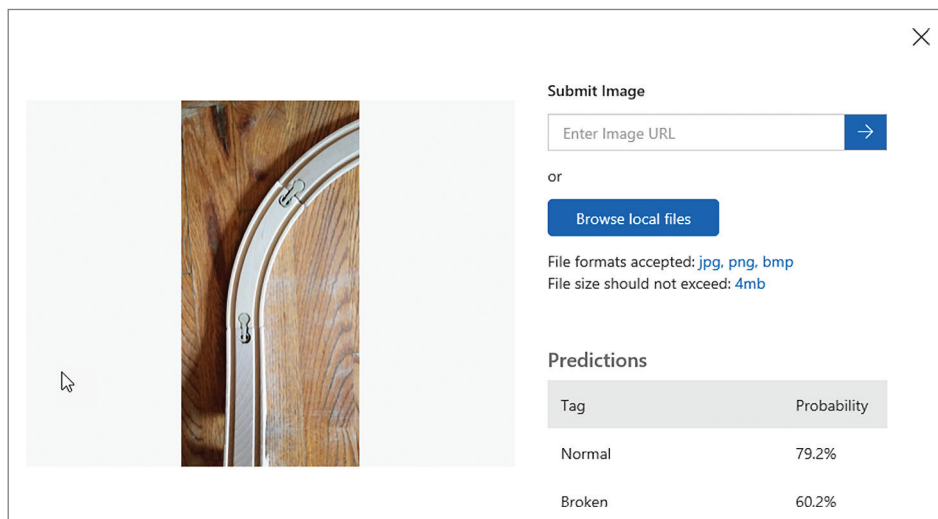 Submit Image
Enter Image URL
or
Browse local files
File formats accepted: jpg, png, bmp
File size should not exceed: 4mb
Predictions
Tag Probability
Normal 79.2%
Broken 60.2%